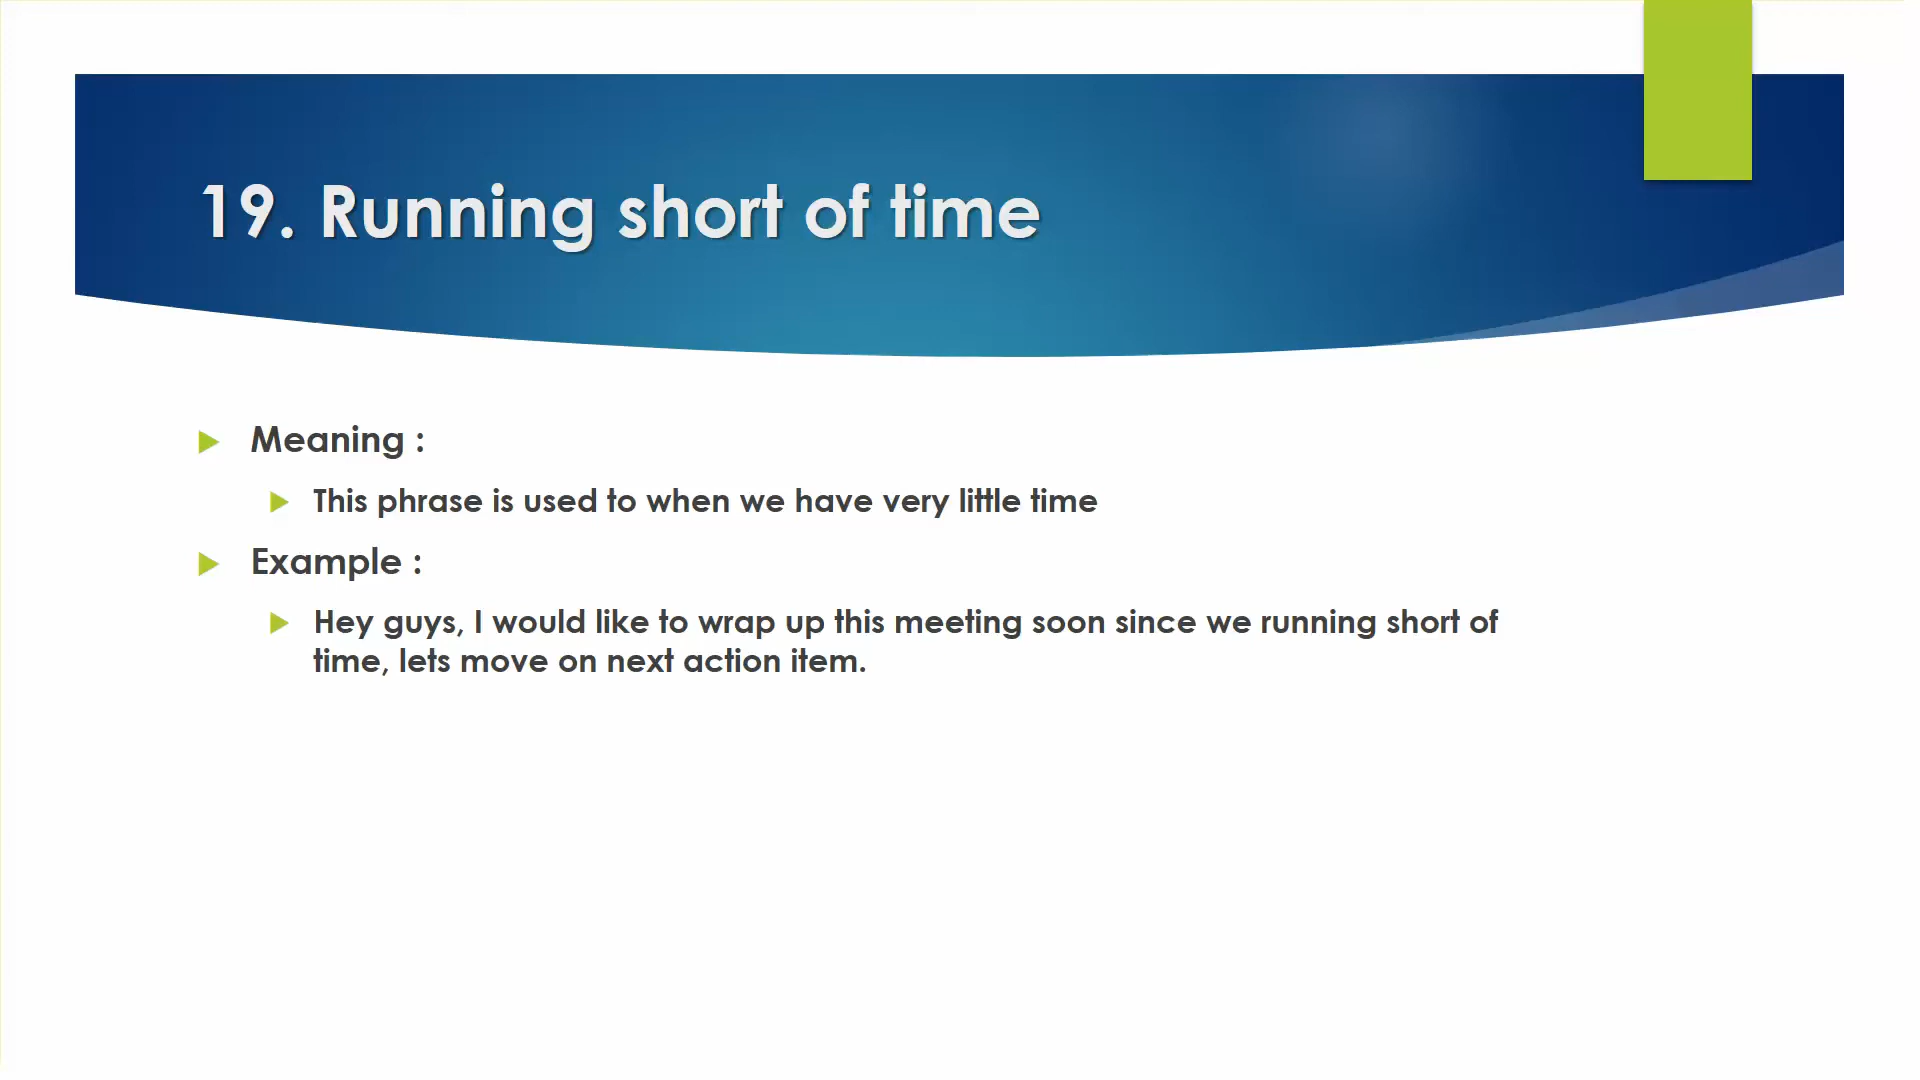 19. Running short of time
Meaning :
This phrase is used to when we have very little time
Example :
Hey guys, I would like to wrap up this meeting soon since we running short of
time, lets move on next action item.